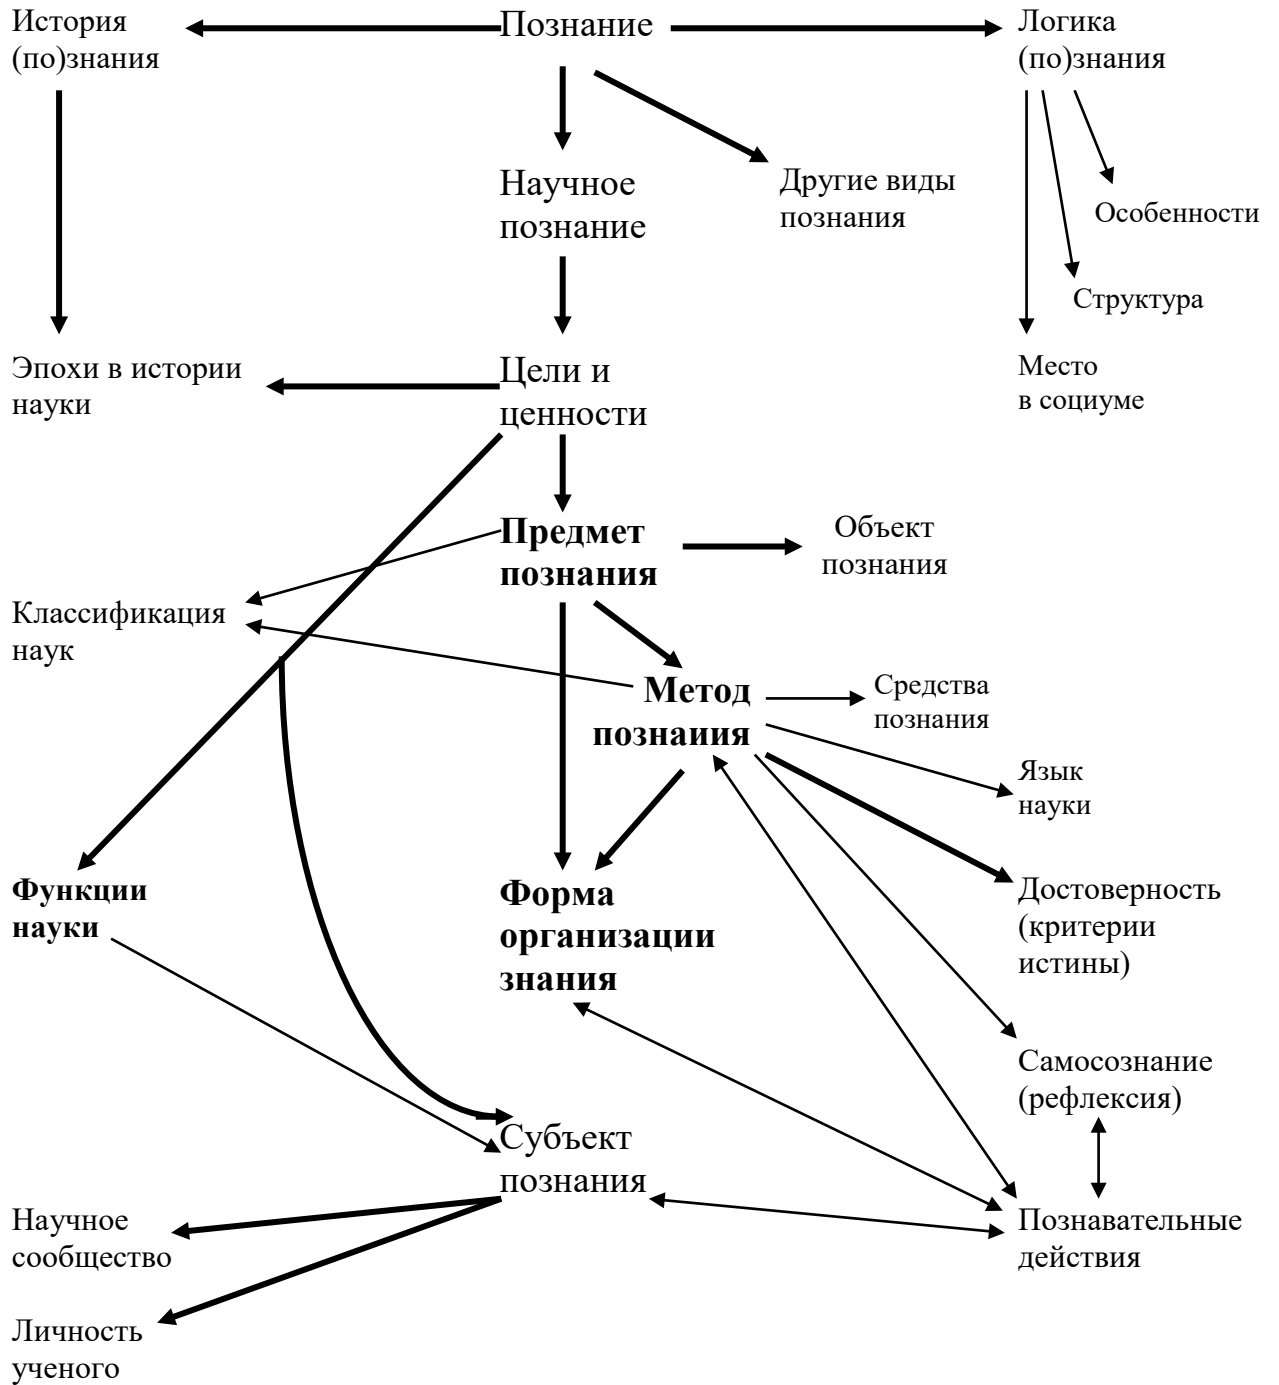 История
(по)знания
Познание
Логика
(по)знания
Научное
познание
Другие виды
познания
Особенности
Структура
Эпохи в истории
науки
Цели и
ценности
Место
в социуме
Предмет
познания
Объект
познания
Классификация
наук
Метод
познаиия
Средства
познания
Язык
науки
Функции
науки
Форма
организации
знания
Достоверность
(критерии
истины)
Самосознание
(рефлексия)
Субъект
познания
Научное
сообщество
Познавательные
действия
Личность
ученого